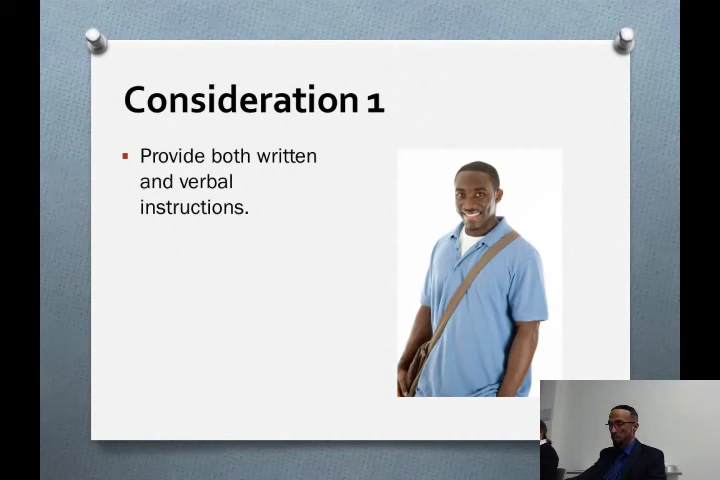 Consideration 1
Provide both written
and verbal
instructions.